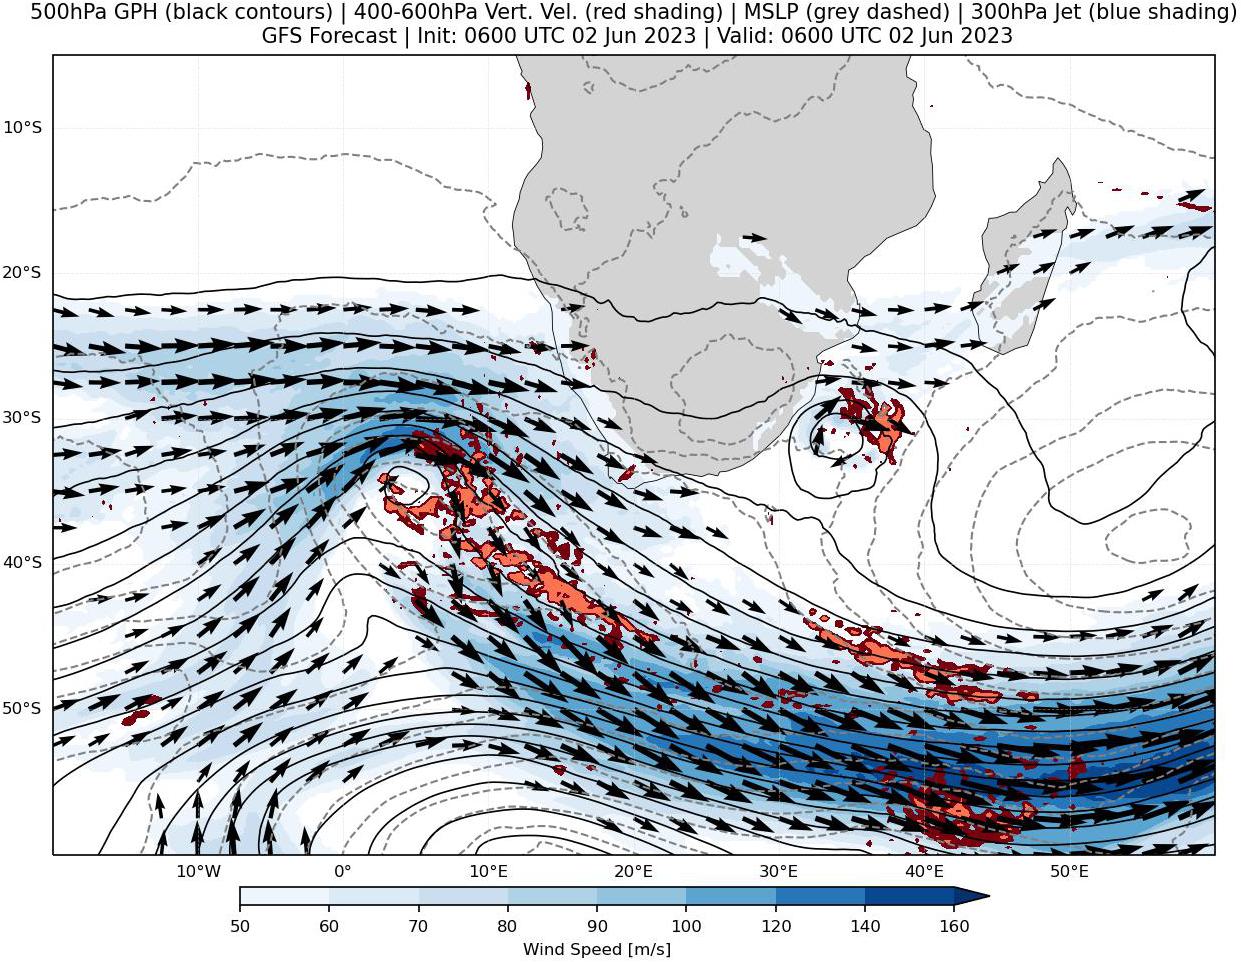 500hPa GPH (black contours) | 400-600hPa Vert. Vel. (red shading) | MSLP (grey dashed) | 300hPa Jet (blue shading)
GFS Forecast | Init: 0600 UTC 02 Jun 2023 | Valid: 0600 UTC 02 Jun 2023
10°S
20°S
30°S
40°S
50°S
10°W 0° 10°E 20°E 30°E 40°E 50°E
50 60 70 80 90 100 120 140 160
Wind Speed [m/s]